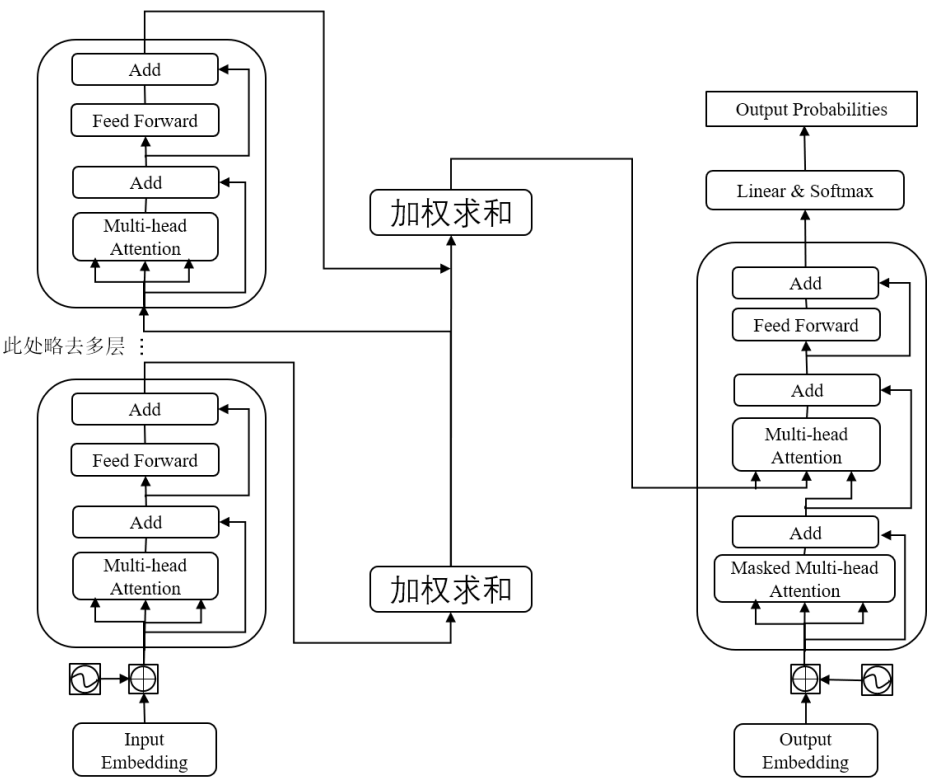 Add
Feed Forward
Add
Multi-head
Attention
此处略去多层
Add
Feed Forward
Add
Multi-head
Attention
Input
Embedding
加权求和
加权求和
Output Probabilities
Linear & Softmax
Add
Feed Forward
Add
Multi-head
Attention
Add
Masked Multi-head
Attention
Output
Embedding